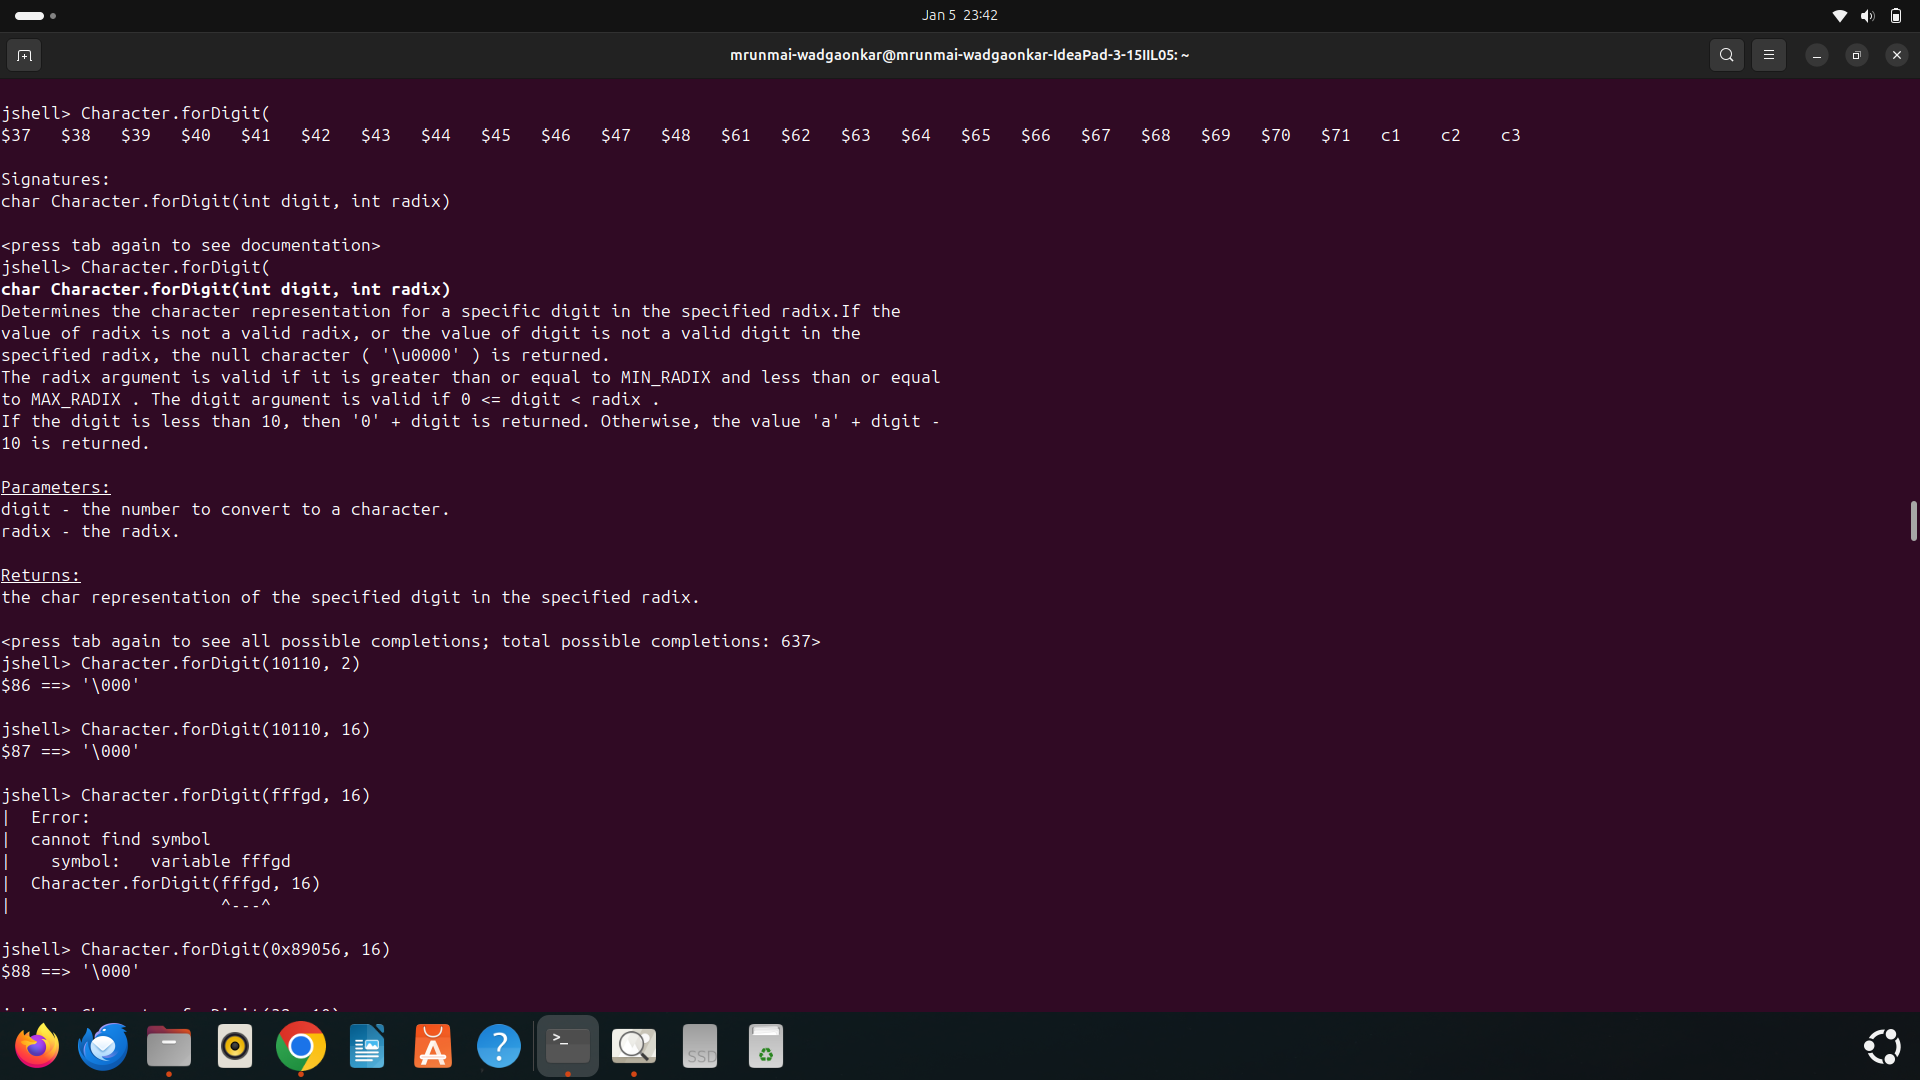 Jan 5 23:42
mrunmai-wadgaonkar@mrunmai-wadgaonkar-IdeaPad-3-15IIL05: ~
jshell> Character.forDigit(
$37 $38 $39 $40 $41 $42 $43 $44 $45 $46 $47 $48 $61 $62 $63 $64 $65 $66 $67 $68 $69 $70 $71 c1 c2 c3
Signatures:
char Character.forDigit(int digit, int radix)
<press tab again to see documentation>
jshell> Character.forDigit(
char Character.forDigit(int digit, int radix)
Determines the character representation for a specific digit in the specified radix.If the
value of radix is not a valid radix, or the value of digit is not a valid digit in the
specified radix, the null character ( '\u0000' ) is returned.
The radix argument is valid if it is greater than or equal to MIN_RADIX and less than or equal
to MAX_RADIX . The digit argument is valid if 0 <= digit < radix .
If the digit is less than 10, then '0' + digit is returned. Otherwise, the value 'a' + digit -
10 is returned.
Parameters:
digit - the number to convert to a character.
radix - the radix.
Returns:
the char representation of the specified digit in the specified radix.
<press tab again to see all possible completions; total possible completions: 637>
jshell> Character.forDigit(10110, 2)
$86 ==> '\000'
jshell> Character.forDigit(10110, 16)
$87 ==> '\000'
jshell> Character.forDigit(fffgd, 16)
|  Error:
|  cannot find symbol
|    symbol:   variable fffgd
|  Character.forDigit(fffgd, 16)
|                     ^---^
jshell> Character.forDigit(0x89056, 16)
$88 ==> '\000'
SSD